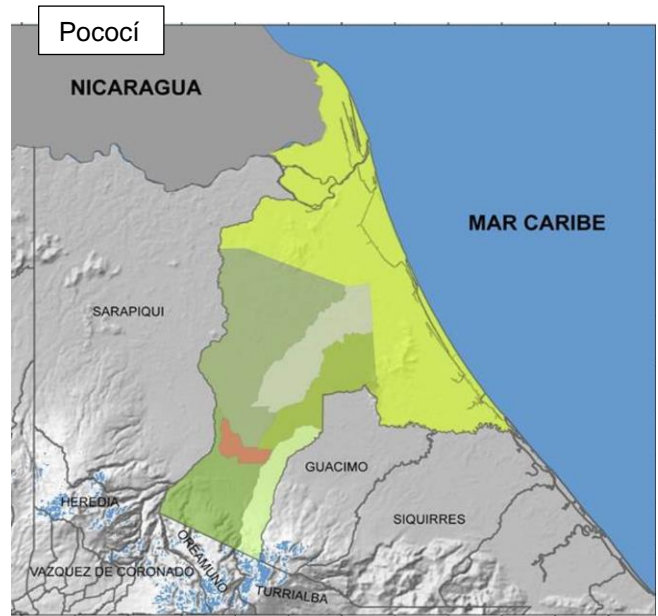 Pococí
NICARAGUA
MAR CARIBE
SARAPIQUI
GUACIMO
HEREDIA
SIQUIRRES
OREAMUNO
VAZQUEZ DE CORONADO
TURRIALBA